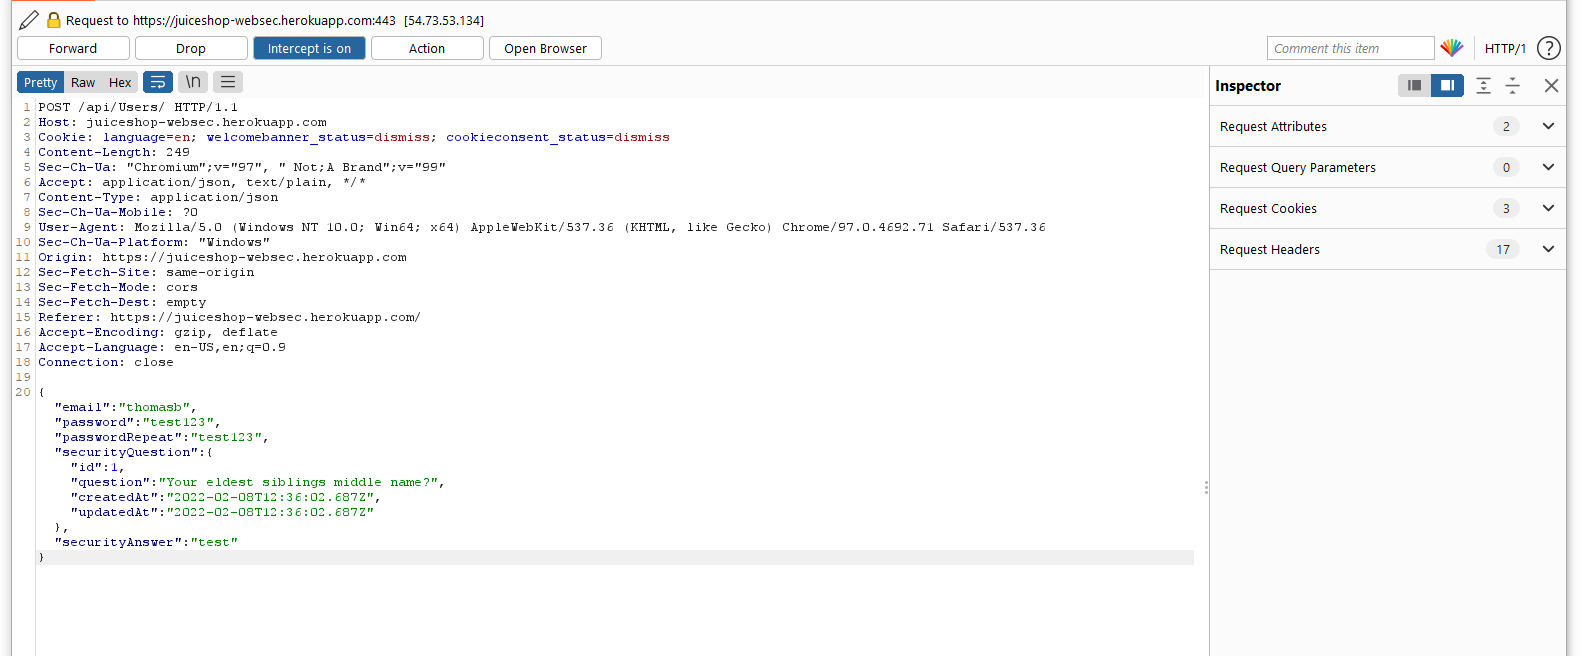 Request to https://juiceshop-websec.herokuapp.com:443 [54.73.53.134]
Forward Drop Intercept is on Action Open Browser Comment this item HTTP/1 ?
Pretty Raw Hex \n
Inspector
Request Attributes 2
Request Query Parameters 0
Request Cookies 3
Request Headers 17
1 POST /api/Users/ HTTP/1.1
2 Host: juiceshop-websec.herokuapp.com
3 Cookie: language=en; welcomebanner_status=dismiss; cookieconsent_status=dismiss
4 Content-Length: 249
5 Sec-Ch-Ua: "Chromium";v="97", " Not;A Brand";v="99"
6 Accept: application/json, text/plain, */*
7 Content-Type: application/json
8 Sec-Ch-Ua-Mobile: ?0
9 User-Agent: Mozilla/5.0 (Windows NT 10.0; Win64; x64) AppleWebKit/537.36 (KHTML, like Gecko) Chrome/97.0.4692.71 Safari/537.36
10 Sec-Ch-Ua-Platform: "Windows"
11 Origin: https://juiceshop-websec.herokuapp.com
12 Sec-Fetch-Site: same-origin
13 Sec-Fetch-Mode: cors
14 Sec-Fetch-Dest: empty
15 Referer: https://juiceshop-websec.herokuapp.com/
16 Accept-Encoding: gzip, deflate
17 Accept-Language: en-US,en;q=0.9
18 Connection: close
19
20 {
"email":"thomasb",
"password":"test123",
"passwordRepeat":"test123",
"securityQuestion":{
"id":1,
"question":"Your eldest siblings middle name?",
"createdAt":"2022-02-08T12:36:02.687Z",
"updatedAt":"2022-02-08T12:36:02.687Z"
},
"securityAnswer":"test"
}